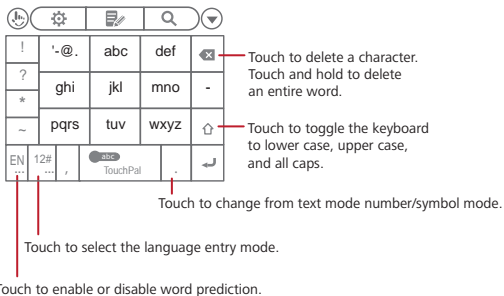 ! '-@. abc def
?
ghi jkl mno -
*
~ pqrs tuv wxyz
EN ... 12# ... , abc .
TouchPal
Touch to delete a character.
Touch and hold to delete
an entire word.
Touch to toggle the keyboard
to lower case, upper case,
and all caps.
Touch to change from text mode number/symbol mode.
Touch to select the language entry mode.
Touch to enable or disable word prediction.